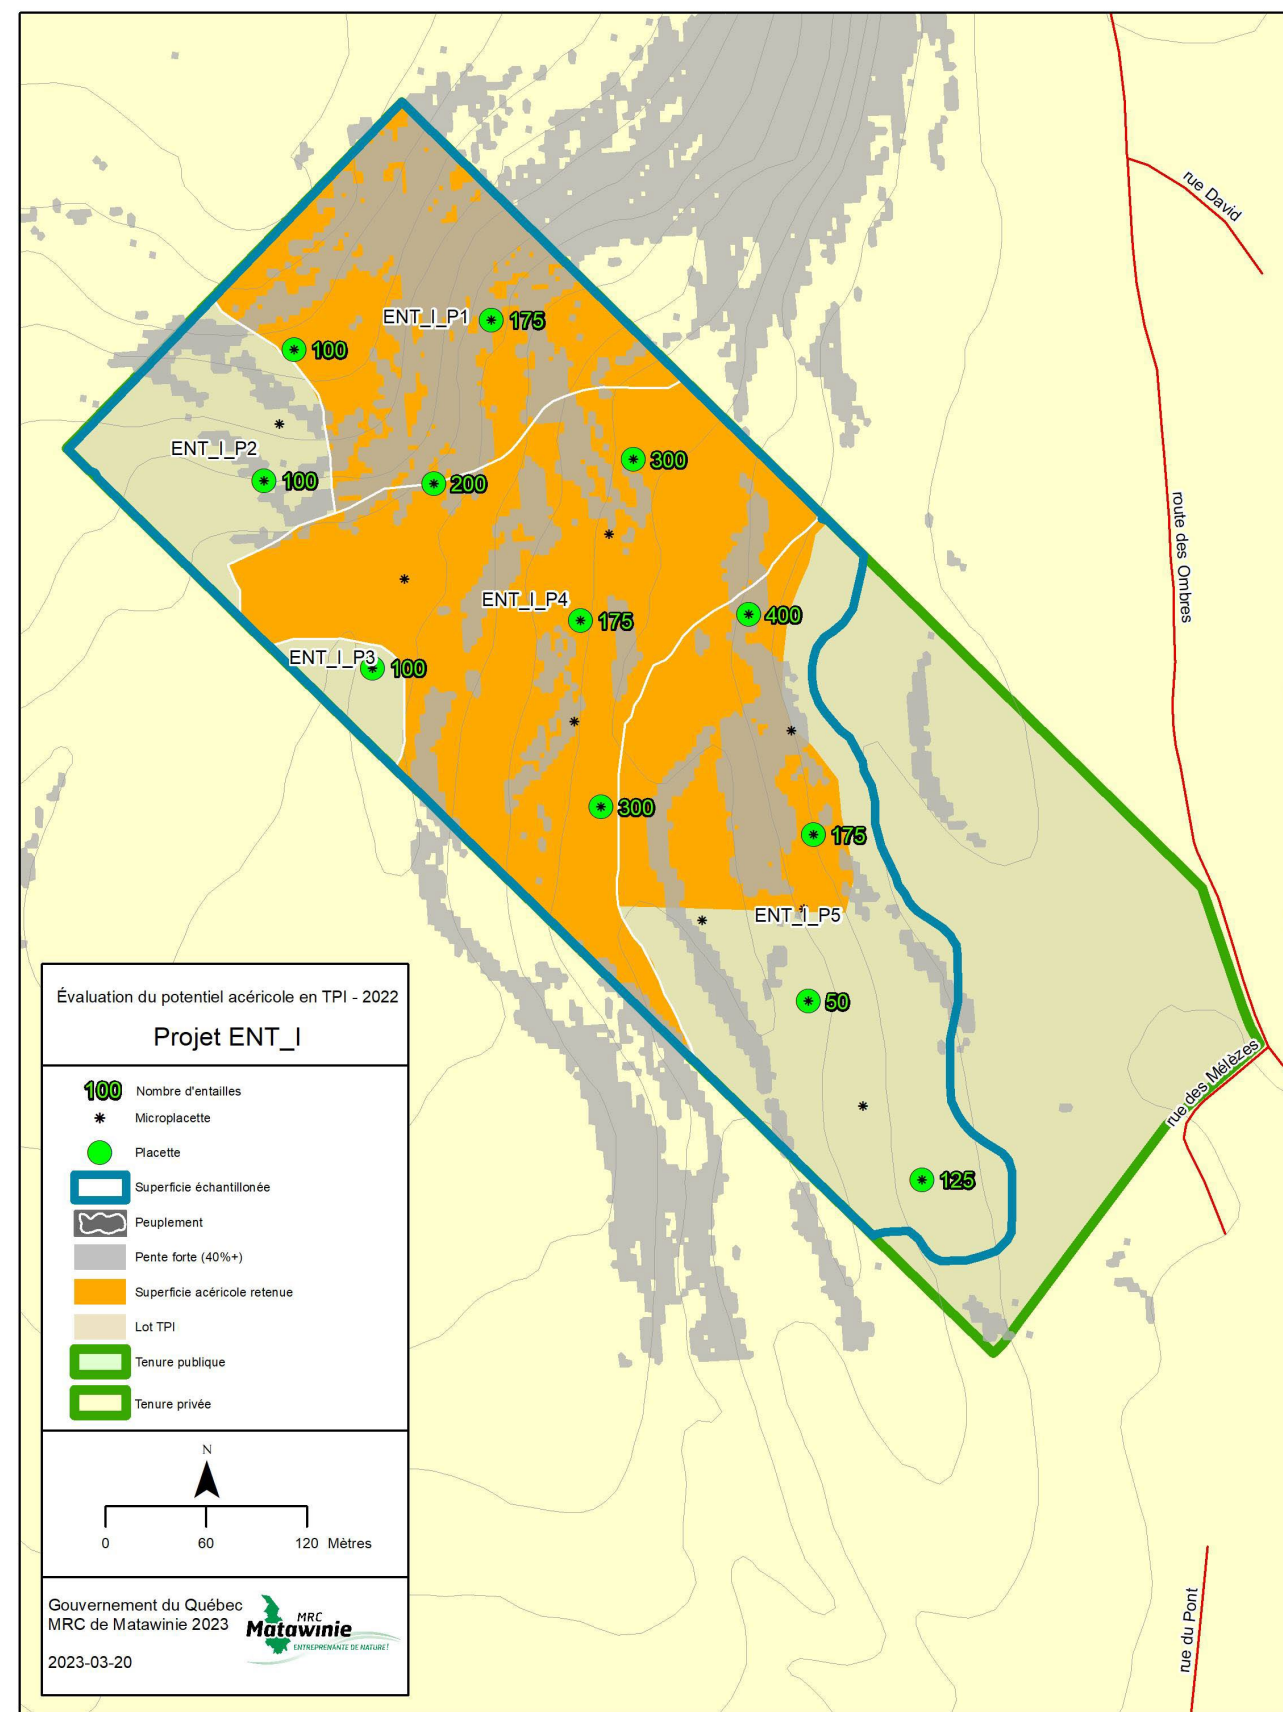 rue David
ENT_I_P1
175
100
ENT_I_P2
100
200
300
route des Ombres
ENT_I_P4
175
400
ENT_I_P3
100
300
175
ENT_I_P5
50
125
rue des Mélèzes
rue du Pont
Évaluation du potentiel acéricole en TPI - 2022
Projet ENT_I
100 Nombre d'entailles
Microplacette
Placette
Superficie échantillonée
Peuplement
Pente forte (40%+)
Superficie acéricole retenue
Lot TPI
Tenure publique
Tenure privée
N
0 60 120 Mètres
Gouvernement du Québec
MRC de Matawinie 2023
2023-03-20
MRC
Matawinie
ENTREPRENANTE DE NATURE!